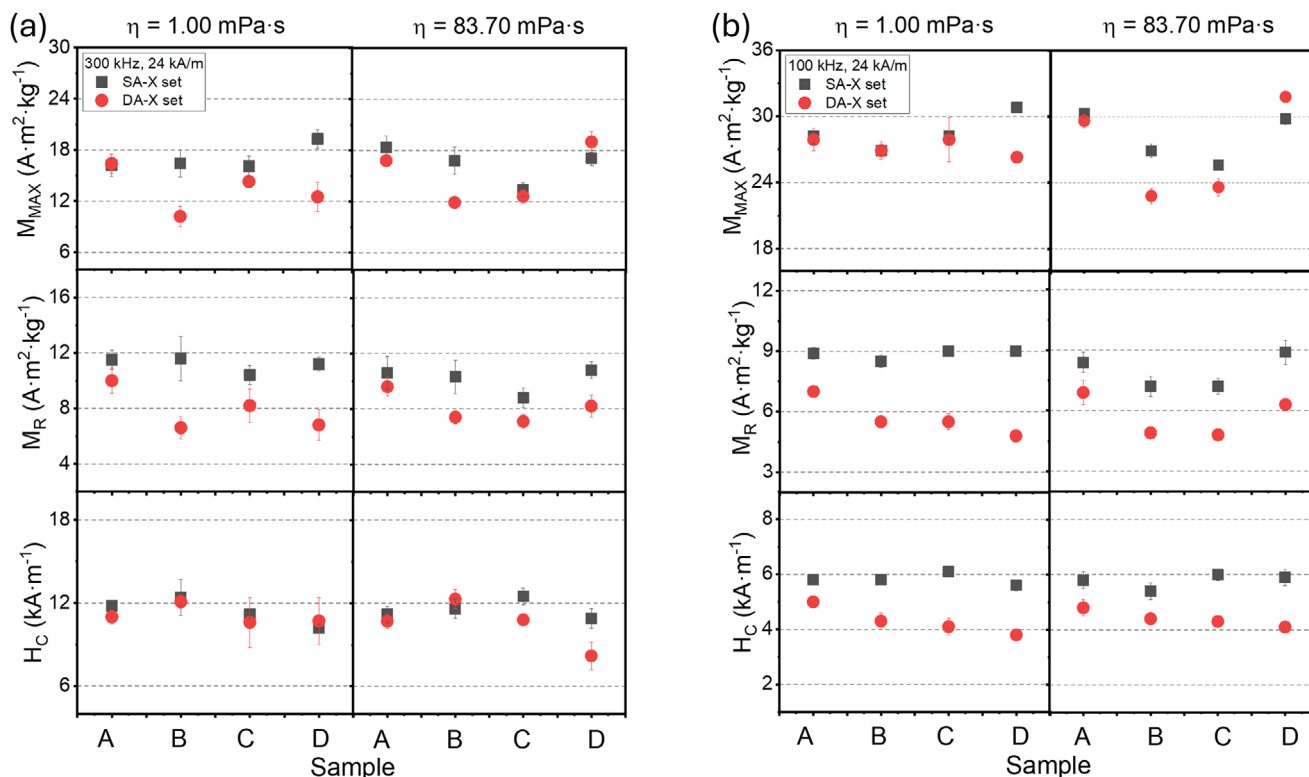 (a)
η = 1.00 mPa·s
η = 83.70 mPa·s
300 kHz, 24 kA/m
SA-X set
DA-X set
M_MAX (A·m²·kg⁻¹)
30
24
18
12
6
M_R (A·m²·kg⁻¹)
16
12
8
4
H_C (kA·m⁻¹)
18
12
6
A
B
C
D
A
B
C
D
Sample
(b)
η = 1.00 mPa·s
η = 83.70 mPa·s
100 kHz, 24 kA/m
SA-X set
DA-X set
M_MAX (A·m²·kg⁻¹)
36
30
24
18
M_R (A·m²·kg⁻¹)
12
9
6
3
H_C (kA·m⁻¹)
8
6
4
2
A
B
C
D
A
B
C
D
Sample